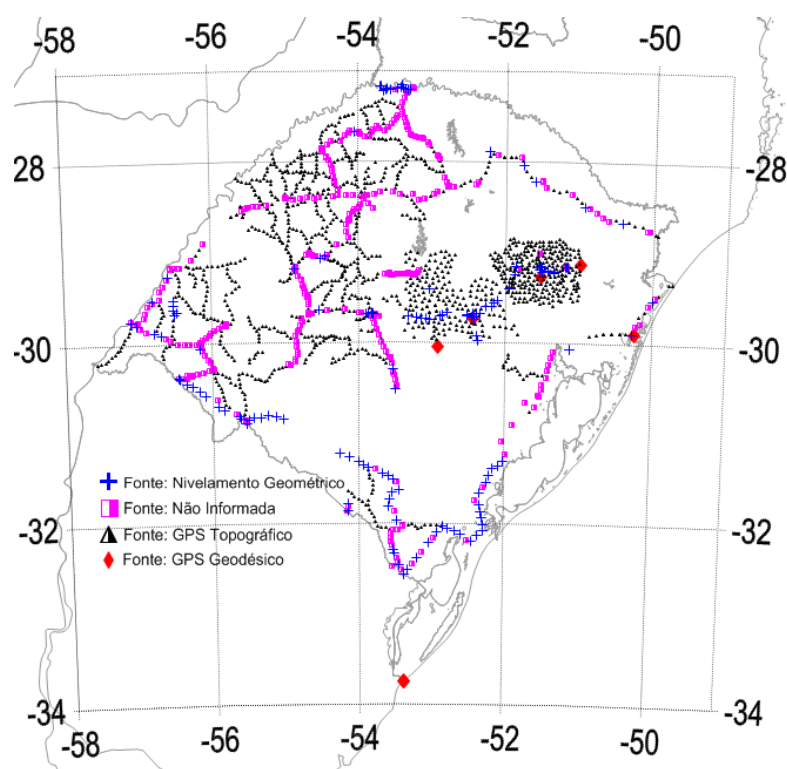 -58 -56 -54 -52 -50
-28 -28
-30 -30
Fonte: Nivelamento Geométrico
Fonte: Não Informada
Fonte: GPS Topográfico
-32 -32
Fonte: GPS Geodésico
-34 -34
-58 -56 -54 -52 -50